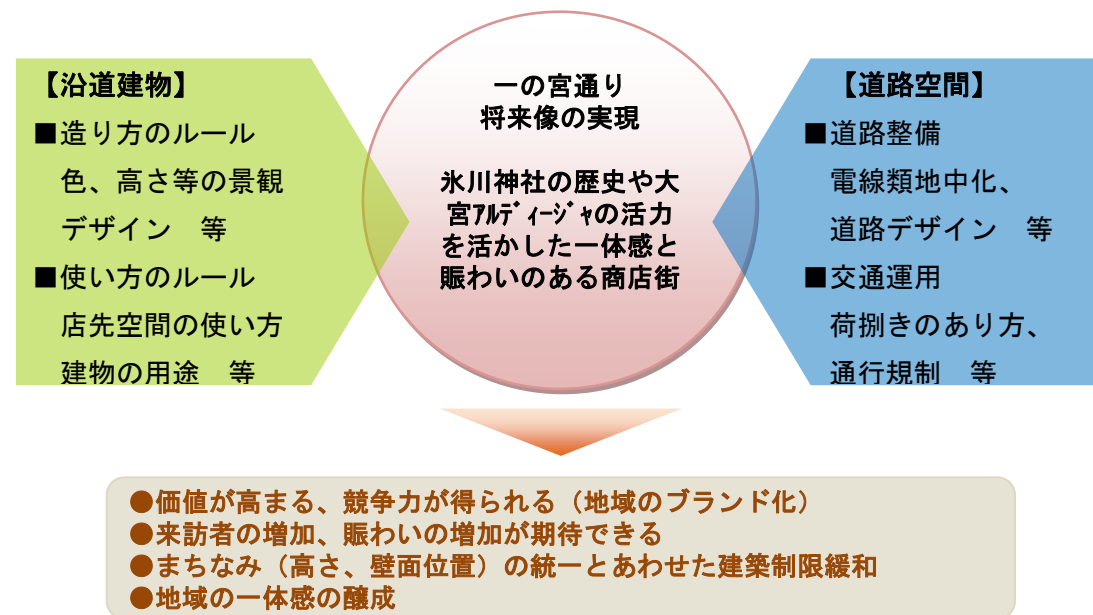 【沿道建物】
■造り方のルール
色、高さ等の景観
デザイン　等
■使い方のルール
店先空間の使い方
建物の用途　等
一の宮通り
将来像の実現
氷川神社の歴史や大
宮ｱﾙﾃﾞｨｰｼﾞｬの活力
を活かした一体感と
賑わいのある商店街
【道路空間】
■道路整備
電線類地中化、
道路デザイン　等
■交通運用
荷捌きのあり方、
通行規制　等
●価値が高まる、競争力が得られる（地域のブランド化）
●来訪者の増加、賑わいの増加が期待できる
●まちなみ（高さ、壁面位置）の統一とあわせた建築制限緩和
●地域の一体感の醸成